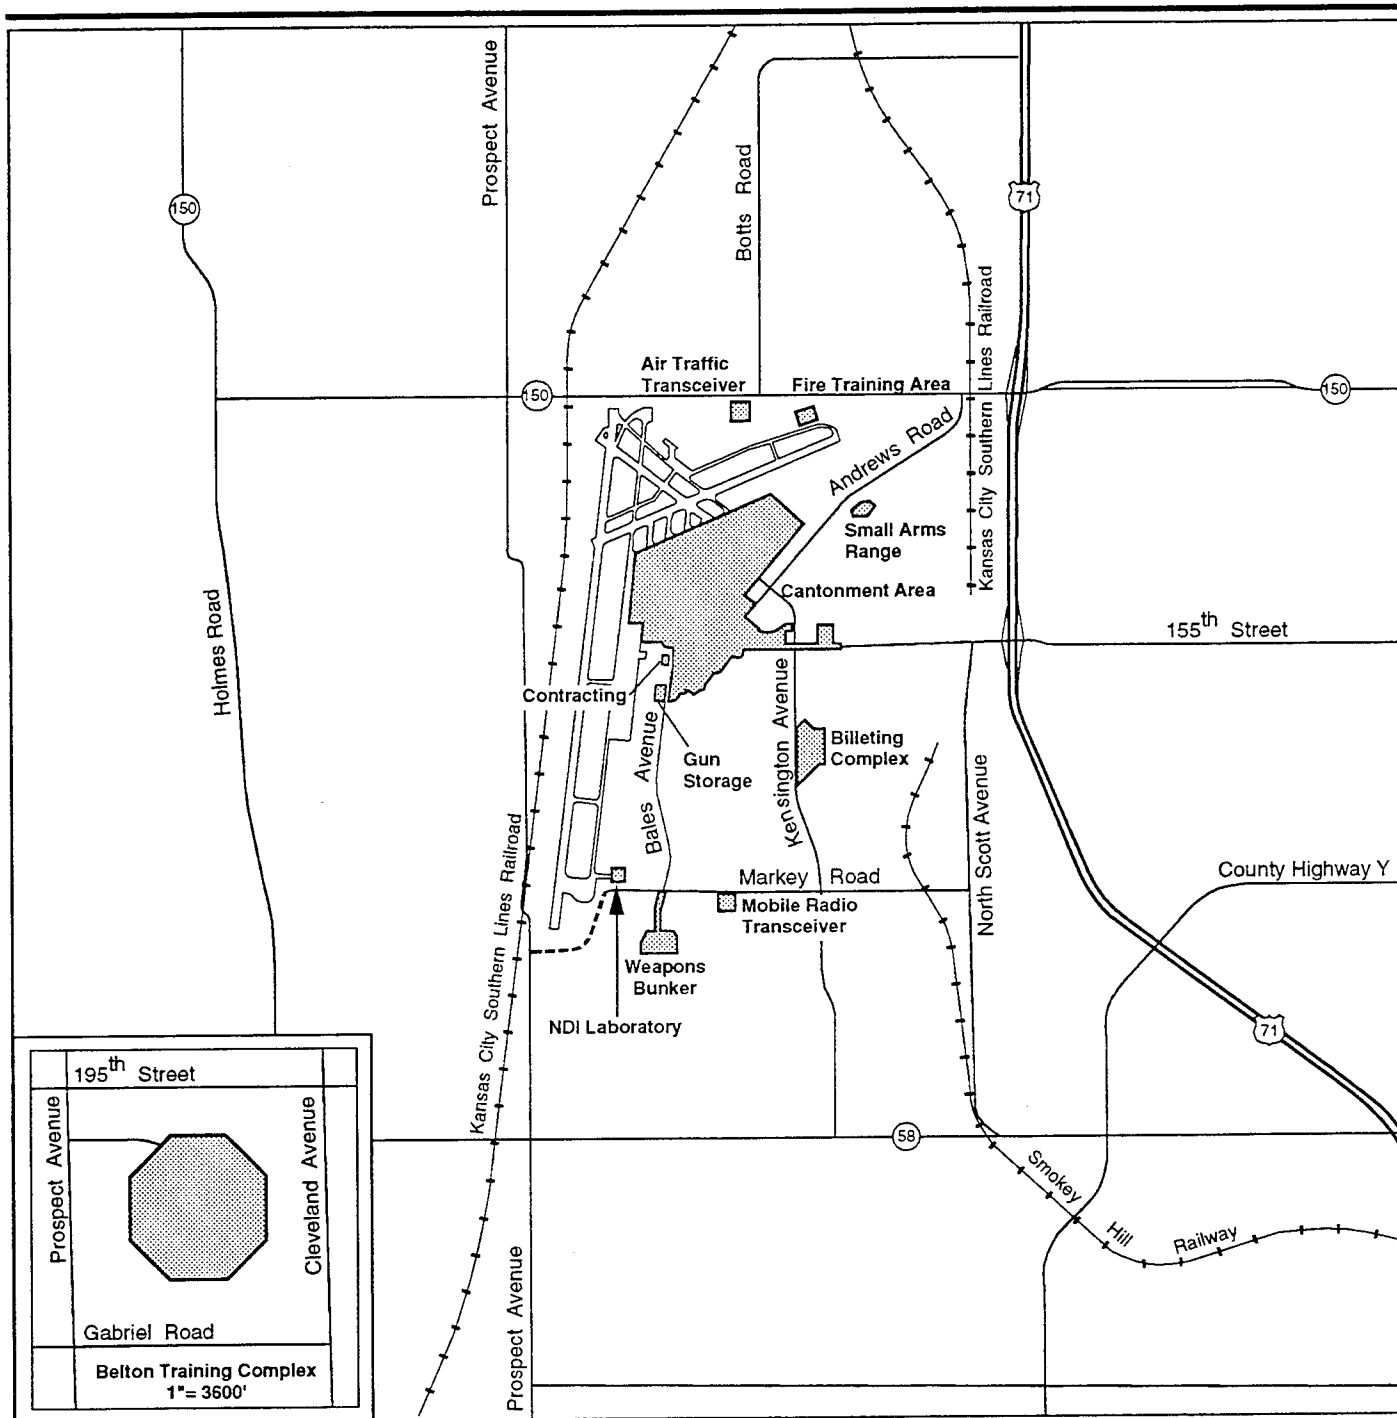 Prospect Avenue
150
Botts Road
71
Kansas City Southern Lines Railroad
Air Traffic
Transceiver
Fire Training Area
150
150
Andrews Road
Small Arms
Range
Cantonment Area
155th Street
Holmes Road
Contracting
Bales Avenue
Gun
Storage
Kensington Avenue
Billeting
Complex
North Scott Avenue
Kansas City Southern Lines Railroad
County Highway Y
Markey Road
Mobile Radio
Transceiver
Weapons
Bunker
NDI Laboratory
71
195th Street
Prospect Avenue
Cleveland Avenue
Gabriel Road
Belton Training Complex
1"= 3600'
58
Smokey Hill Railway
Prospect Avenue